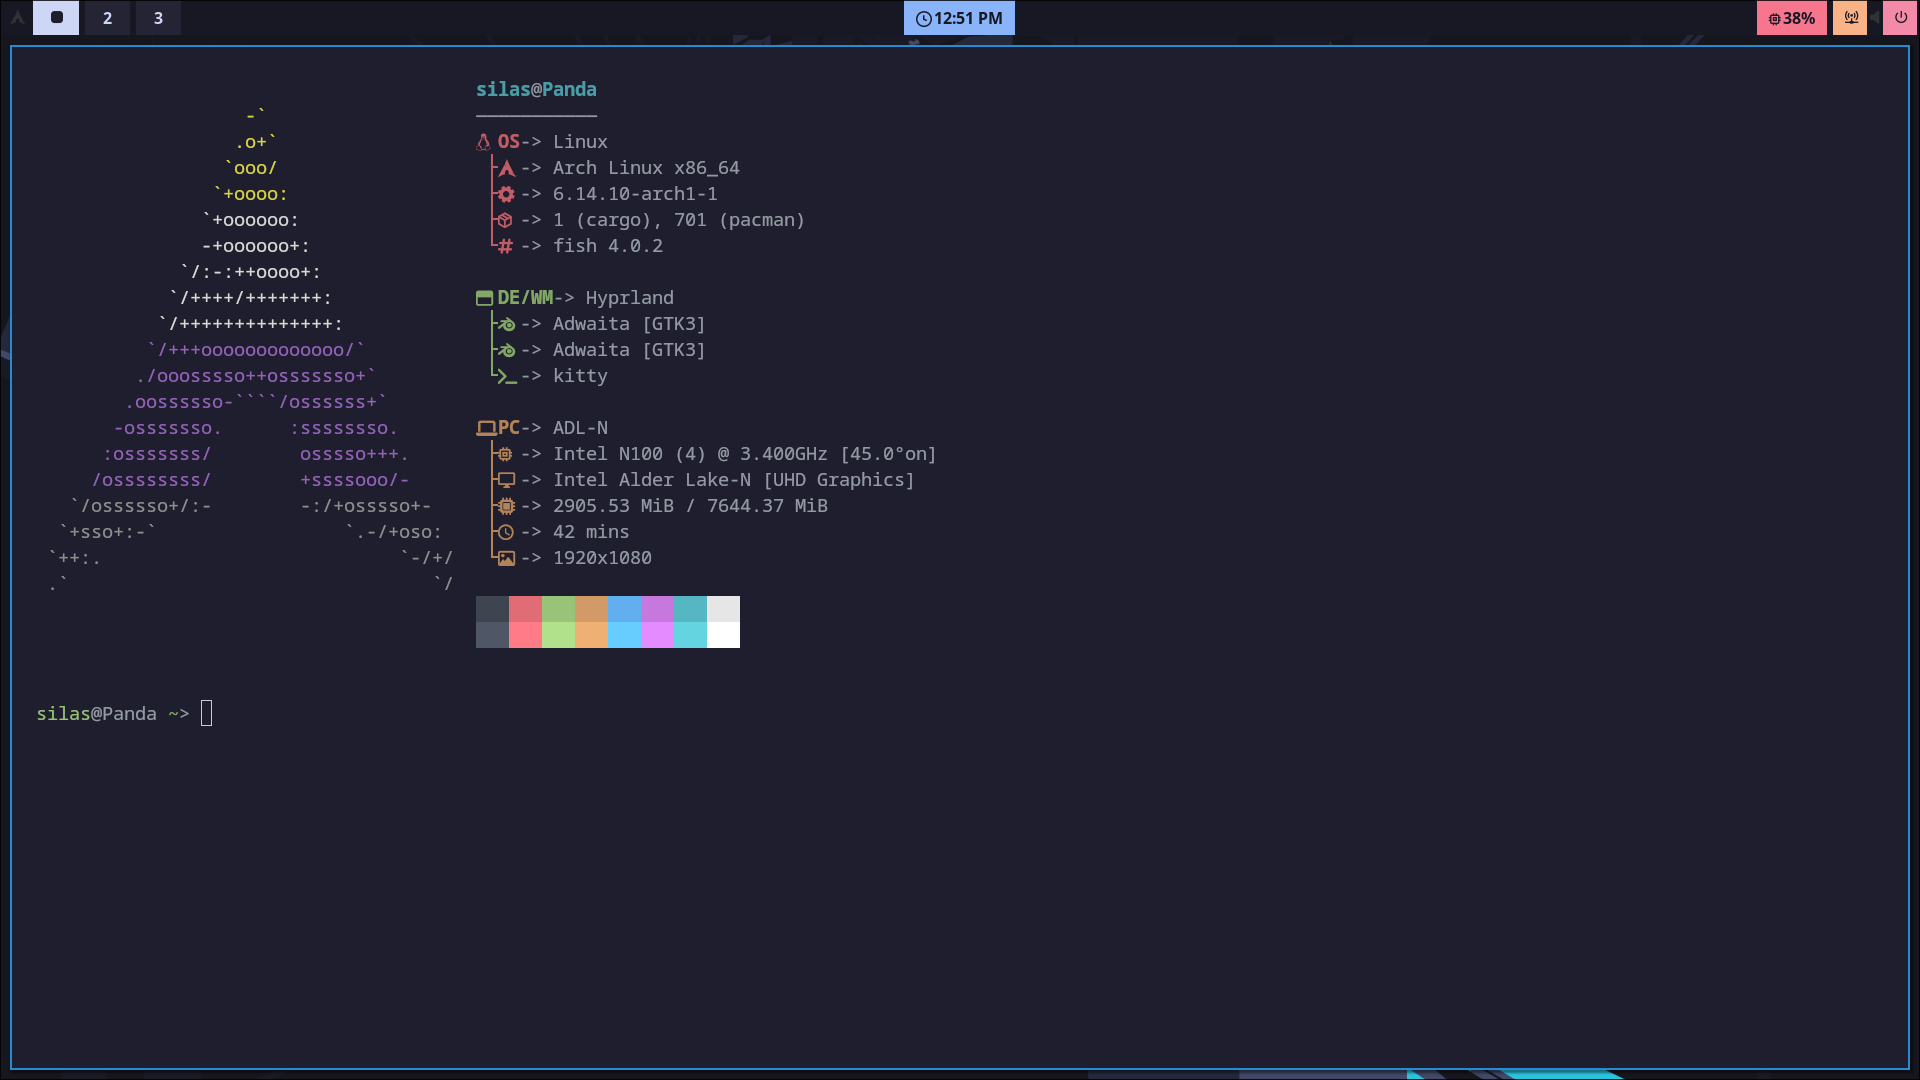 2 3 12:51 PM 38%
silas@Panda
───────────
-`
.o+` OS-> Linux
`ooo/ -> Arch Linux x86_64
`+oooo: -> 6.14.10-arch1-1
`+oooooo: -> 1 (cargo), 701 (pacman)
-+oooooo+: -> fish 4.0.2
`/:-:++oooo+:
`/++++/+++++++: DE/WM-> Hyprland
`/++++++++++++++: -> Adwaita [GTK3]
`/+++ooooooooooooo/` -> Adwaita [GTK3]
./ooosssso++osssssso+` -> kitty
.oossssso-````/ossssss+`
-osssssso. :ssssssso. PC-> ADL-N
:osssssss/ osssso+++. -> Intel N100 (4) @ 3.400GHz [45.0°on]
/ossssssss/ +ssssooo/- -> Intel Alder Lake-N [UHD Graphics]
`/ossssso+/:- -:/+osssso+- -> 2905.53 MiB / 7644.37 MiB
`+sso+:-` `.-/+oso: -> 42 mins
`++:. `-/+/ -> 1920x1080
.` `/
silas@Panda ~>